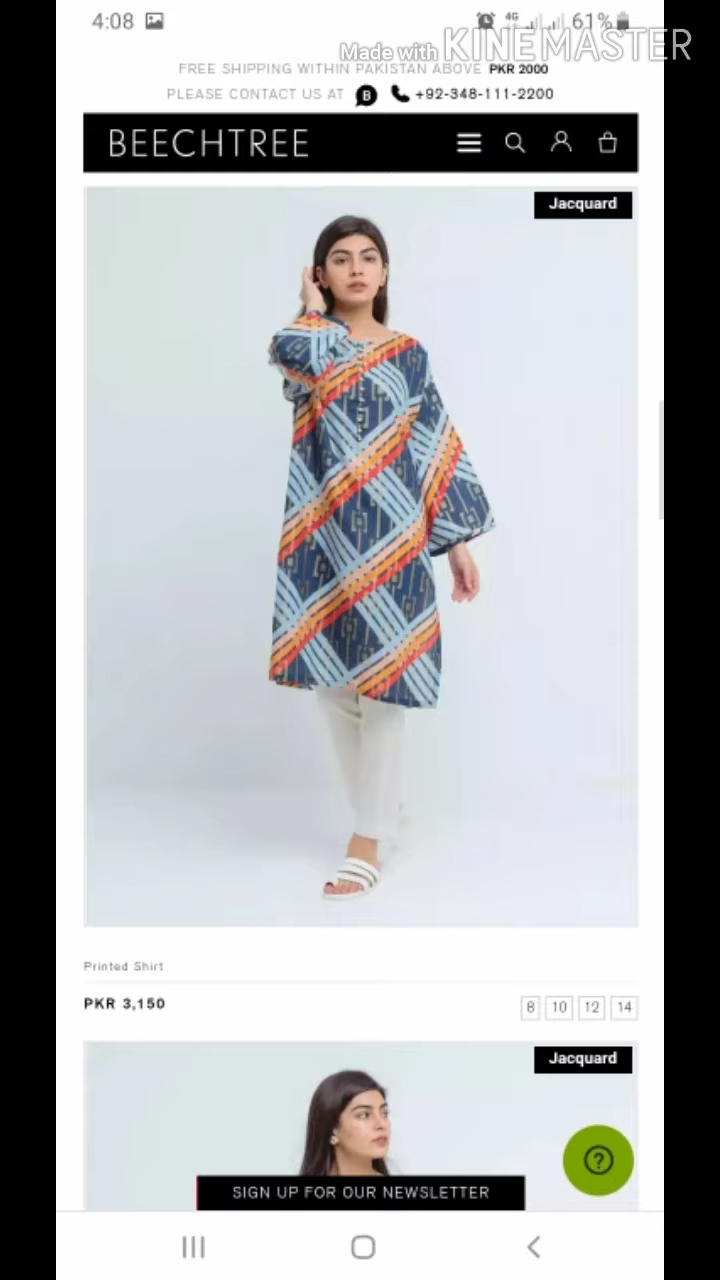 4:08
4G
61%
Made with KINEMASTER
FREE SHIPPING WITHIN PAKISTAN ABOVE PKR 2000
PLEASE CONTACT US AT B +92-348-111-2200
BEECHTREE
Jacquard
Printed Shirt
PKR 3,150
8 10 12 14
Jacquard
?
SIGN UP FOR OUR NEWSLETTER